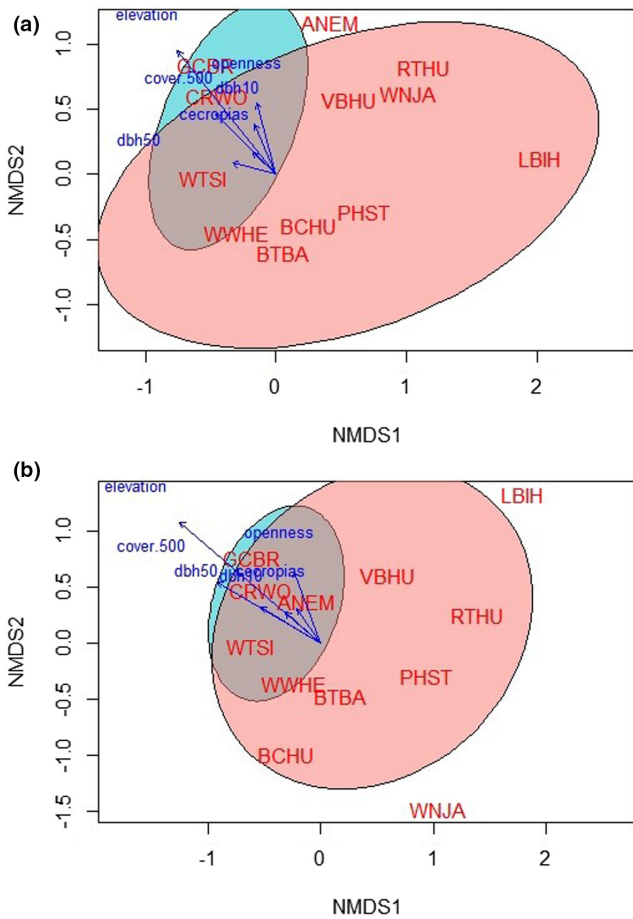 (a)
elevation
ANEM
1.0
openness
GCBR
RTHU
cover.500
dbh10
WNJA
CRWO
VBHU
0.5
cecropias
dbh50
LBIH
NMDS2
0.0
WTSI
PHST
BCHU
WWHE
-0.5
BTBA
-1.0
-1
0
1
2
NMDS1
(b)
elevation
LBIH
1.0
openness
cover.500
GCBR
dbh50
cecropias
dbh10
VBHU
0.5
CRWO
ANEM
RTHU
NMDS2
0.0
WTSI
PHST
WWHE
BTBA
-0.5
-1.0
BCHU
-1.5
WNJA
-1
0
1
2
NMDS1